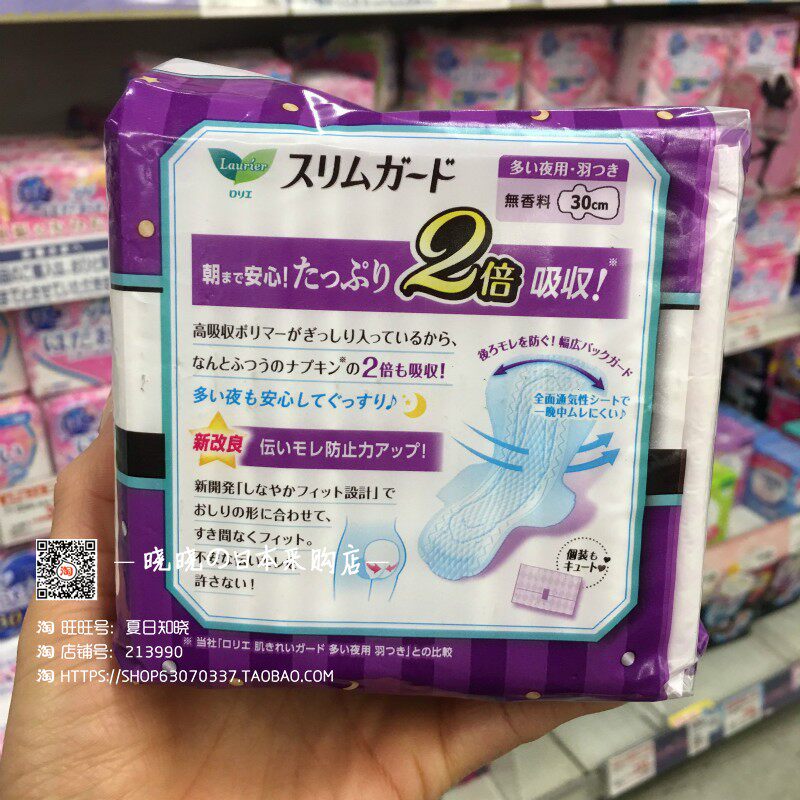 Laurier
ロリエ
スリムガード
多い夜用・羽つき
無香料
30cm
朝まで安心!たっぷり2倍吸収!※
高吸収ポリマーがぎっしり入っているから、
なんとふつうのナプキン※の2倍も吸収!
多い夜も安心してぐっすり♪
後ろモレを防ぐ!幅広バックガード
全面通気性シートで
一晩中ムレにくい♪
新改良
伝いモレ防止力アップ!
新開発「しなやかフィット設計」で
おしりの形に合わせて、
すき間なくフィット。
許さない!
個装も
キュート
※ 当社「ロリエ 肌きれいガード 多い夜用 羽つき」との比較
晓晓の日本采购店
淘 旺旺号: 夏日知晓
淘 店铺号: 213990
淘 HTTPS://SHOP63070337.TAOBAO.COM